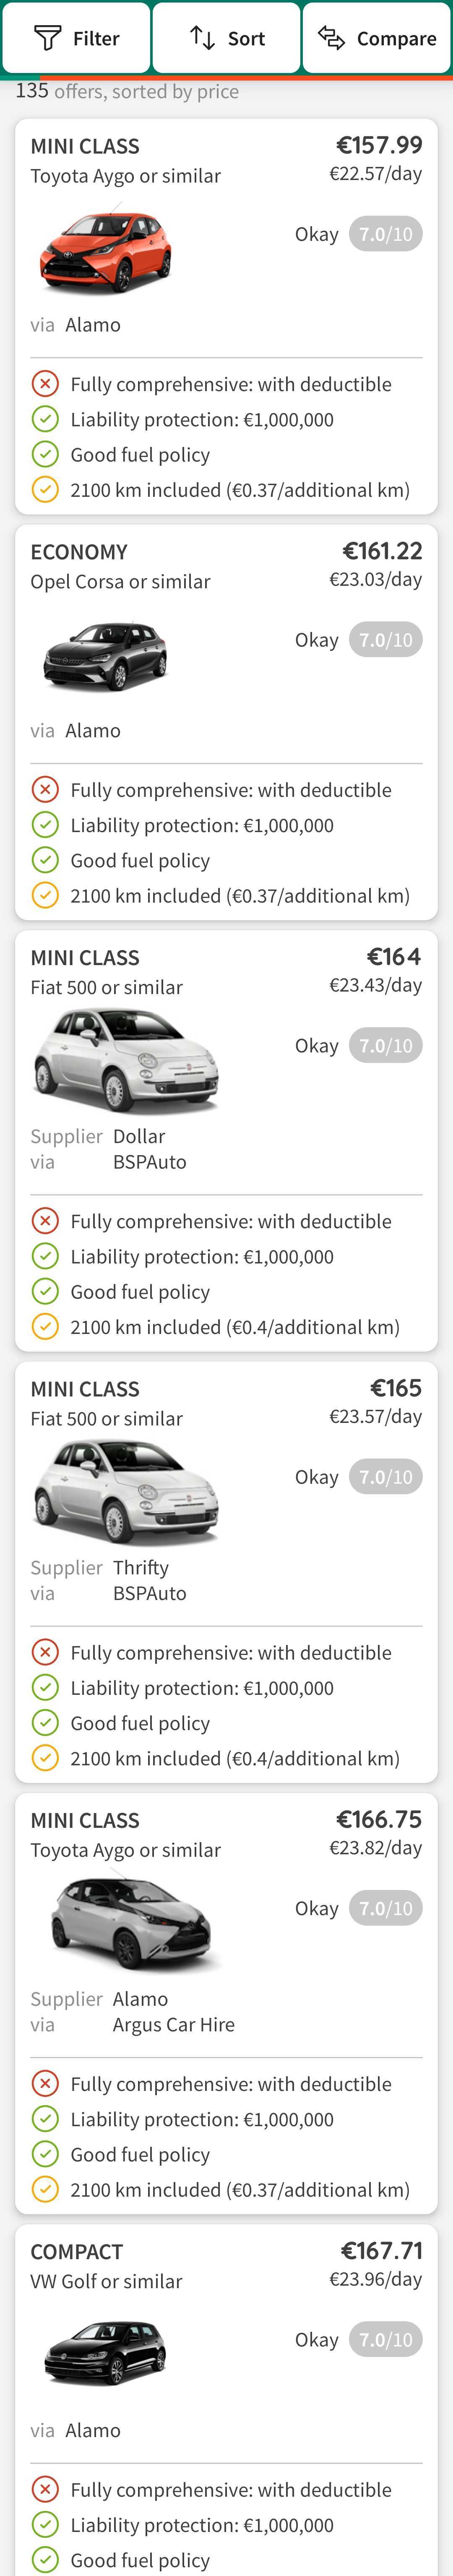 Filter
Sort
Compare
135 offers, sorted by price
MINI CLASS
€157.99
Toyota Aygo or similar
€22.57/day
Okay 7.0/10
via Alamo
Fully comprehensive: with deductible
Liability protection: €1,000,000
Good fuel policy
2100 km included (€0.37/additional km)
ECONOMY
€161.22
Opel Corsa or similar
€23.03/day
Okay 7.0/10
via Alamo
Fully comprehensive: with deductible
Liability protection: €1,000,000
Good fuel policy
2100 km included (€0.37/additional km)
MINI CLASS
€164
Fiat 500 or similar
€23.43/day
Okay 7.0/10
Supplier Dollar
via BSPAuto
Fully comprehensive: with deductible
Liability protection: €1,000,000
Good fuel policy
2100 km included (€0.4/additional km)
MINI CLASS
€165
Fiat 500 or similar
€23.57/day
Okay 7.0/10
Supplier Thrifty
via BSPAuto
Fully comprehensive: with deductible
Liability protection: €1,000,000
Good fuel policy
2100 km included (€0.4/additional km)
MINI CLASS
€166.75
Toyota Aygo or similar
€23.82/day
Okay 7.0/10
Supplier Alamo
via Argus Car Hire
Fully comprehensive: with deductible
Liability protection: €1,000,000
Good fuel policy
2100 km included (€0.37/additional km)
COMPACT
€167.71
VW Golf or similar
€23.96/day
Okay 7.0/10
via Alamo
Fully comprehensive: with deductible
Liability protection: €1,000,000
Good fuel policy